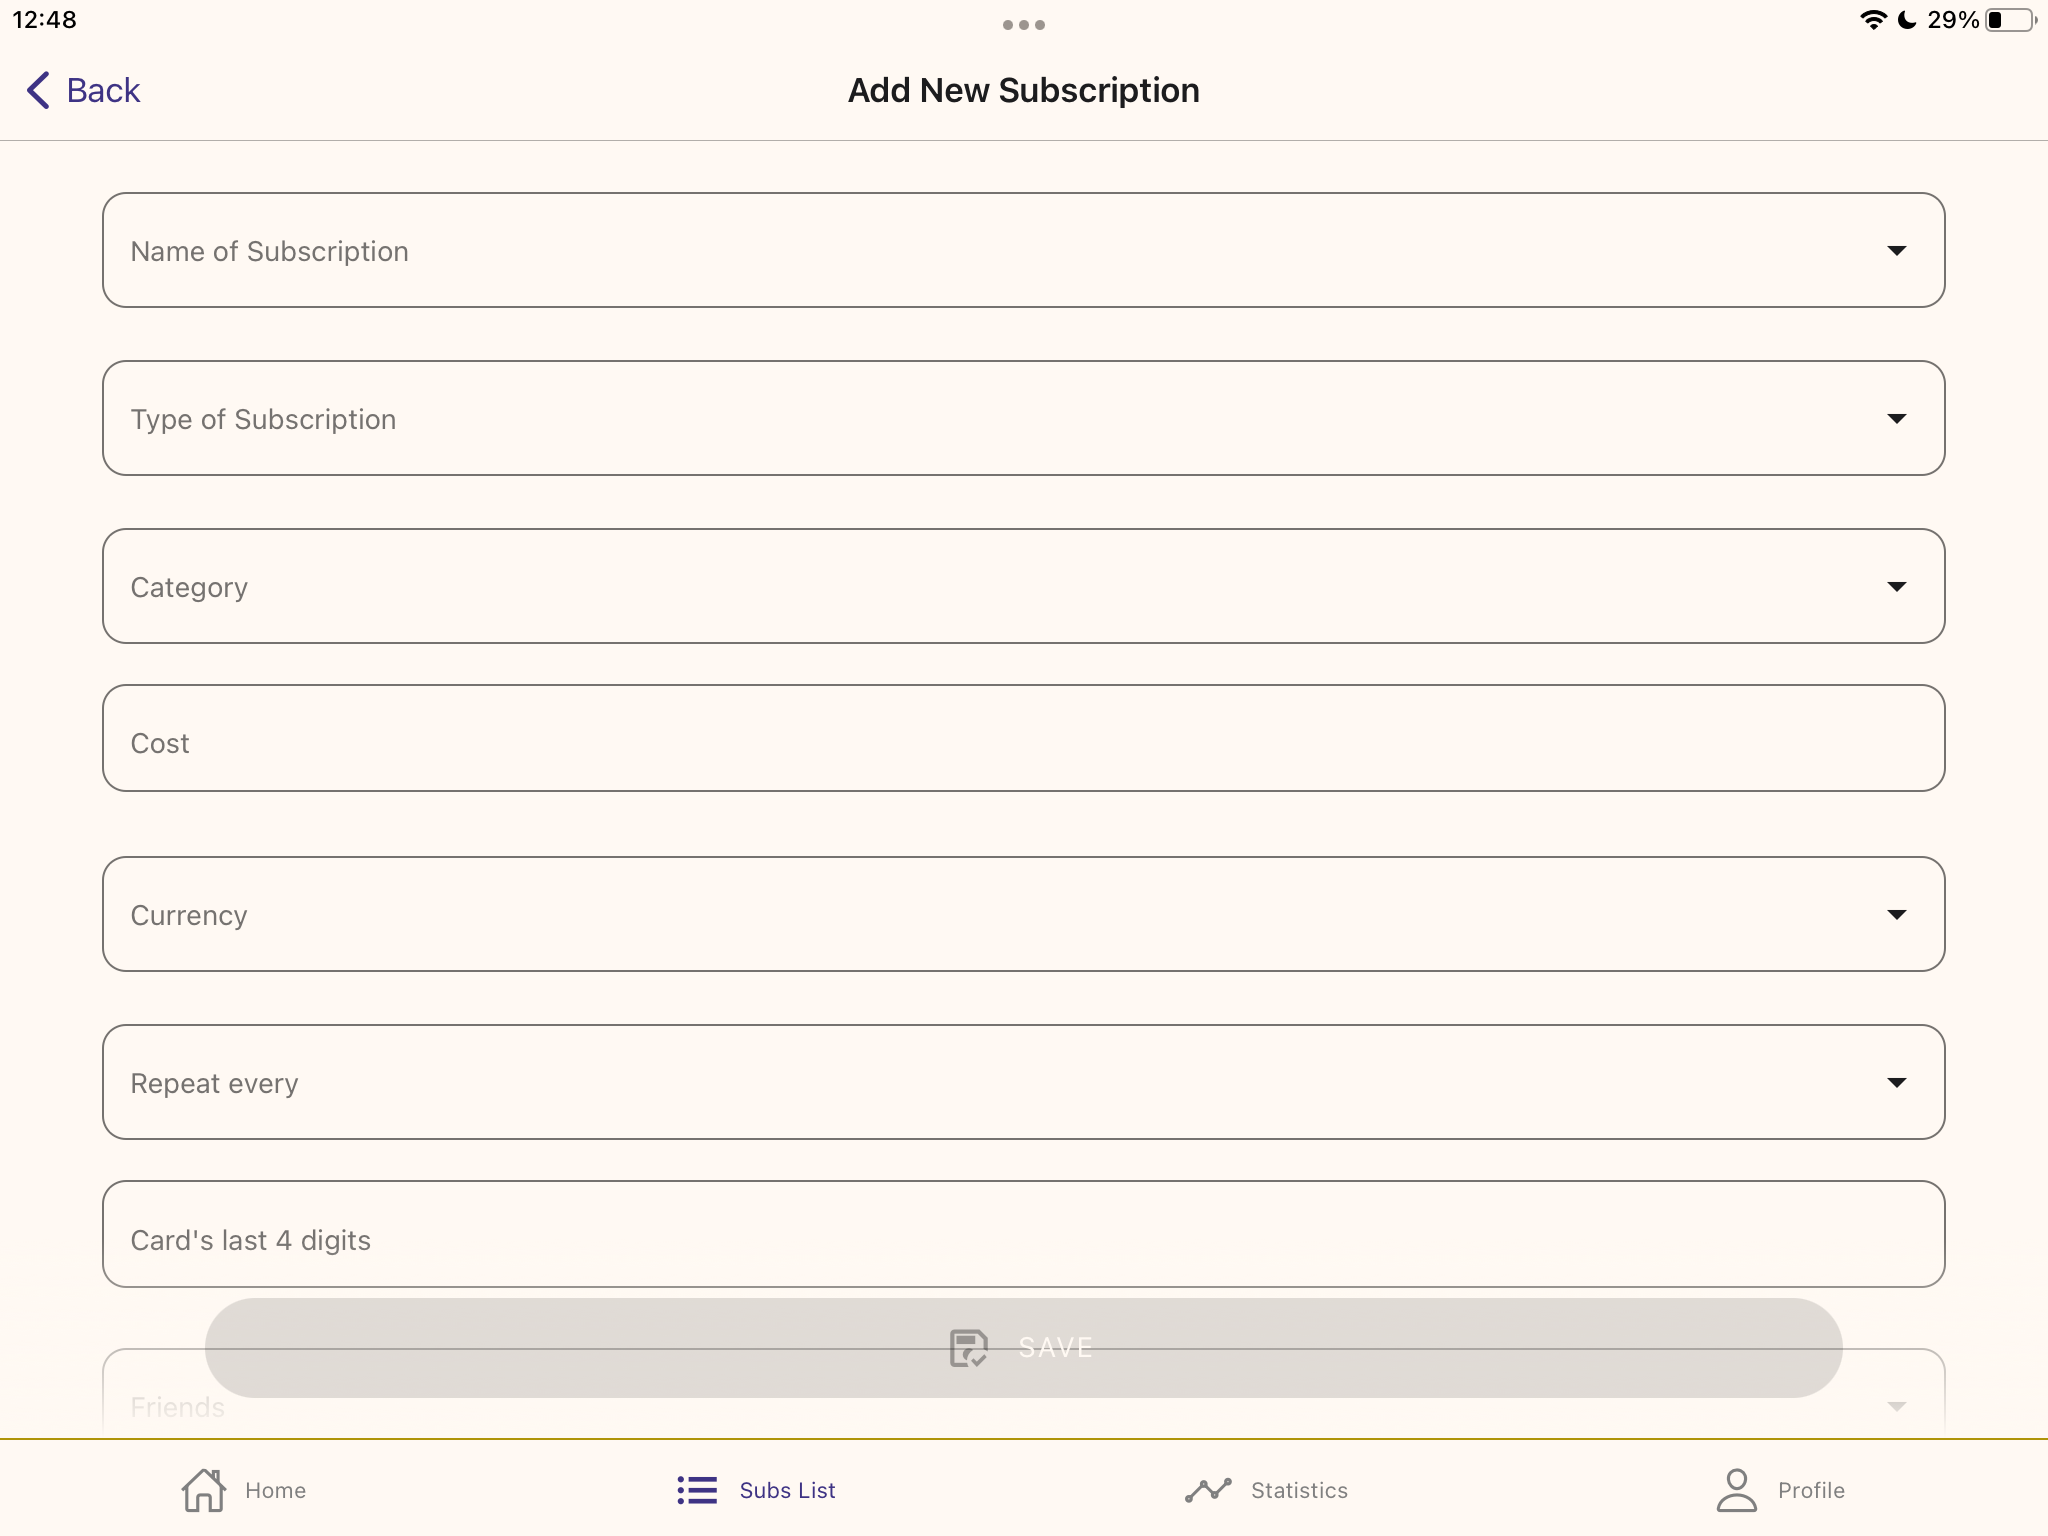 12:48
29%
Back
Add New Subscription
Name of Subscription
Type of Subscription
Category
Cost
Currency
Repeat every
Card's last 4 digits
SAVE
Friends
Home
Subs List
Statistics
Profile